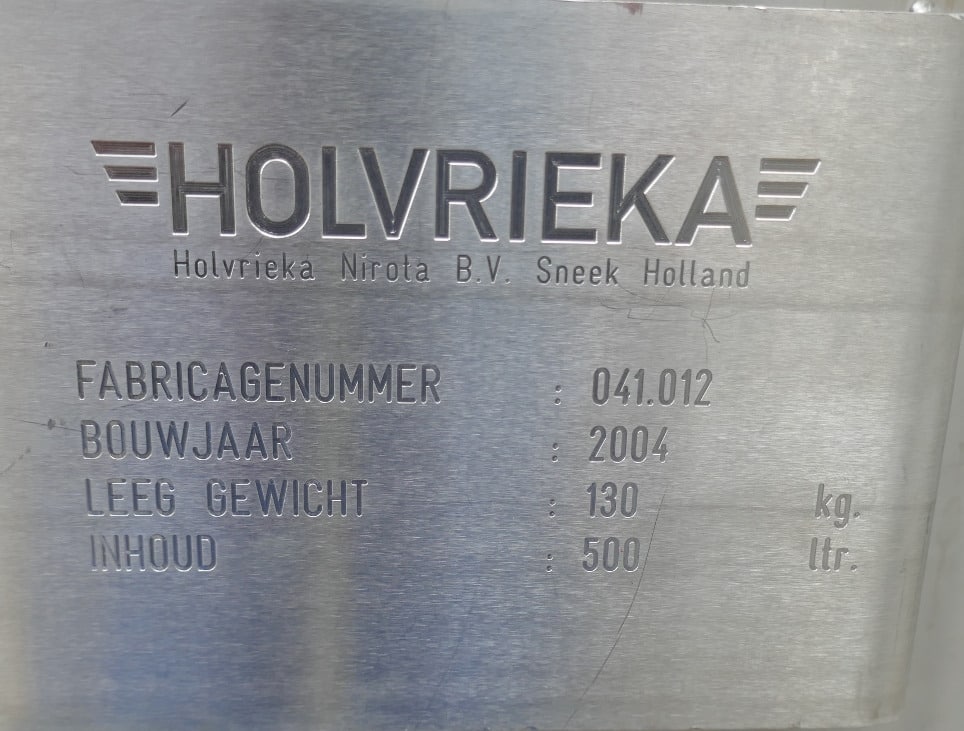 HOLVRIEKA
Holvrieka Nirota B.V. Sneek Holland
FABRICAGENUMMER : 041.012
BOUWJAAR : 2004
LEEG GEWICHT : 130 kg.
INHOUD : 500 ltr.